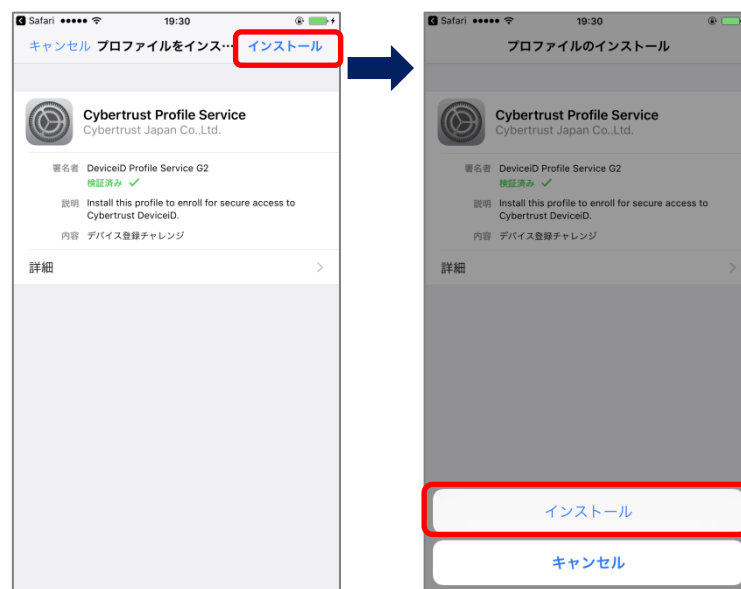 Safari 19:30
キャンセル プロファイルをインス… インストール
Cybertrust Profile Service
Cybertrust Japan Co.,Ltd.
署名者 DeviceiD Profile Service G2
検証済み ✓
説明 Install this profile to enroll for secure access to
Cybertrust DeviceiD.
内容 デバイス登録チャレンジ
詳細
Safari 19:30
プロファイルのインストール
Cybertrust Profile Service
Cybertrust Japan Co.,Ltd.
署名者 DeviceiD Profile Service G2
検証済み ✓
説明 Install this profile to enroll for secure access to
Cybertrust DeviceiD.
内容 デバイス登録チャレンジ
詳細
インストール
キャンセル